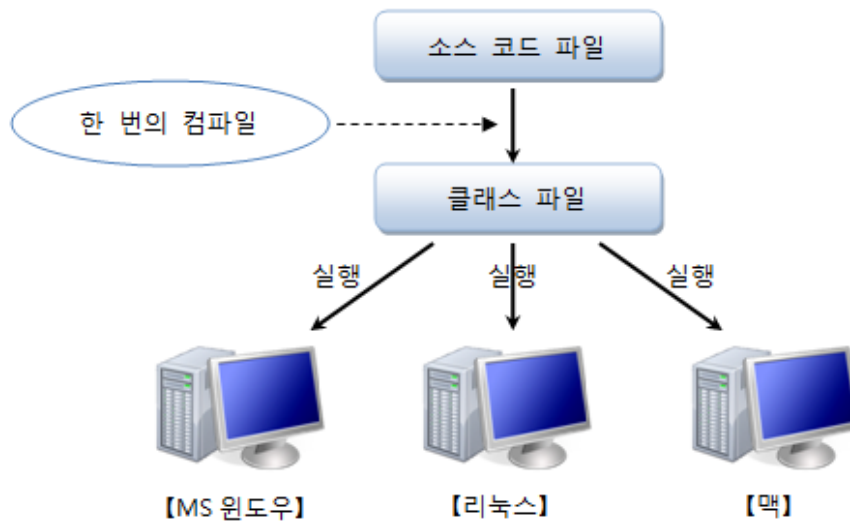 소스 코드 파일
한 번의 컴파일
클래스 파일
실행 실행 실행
【MS 윈도우】 【리눅스】 【맥】